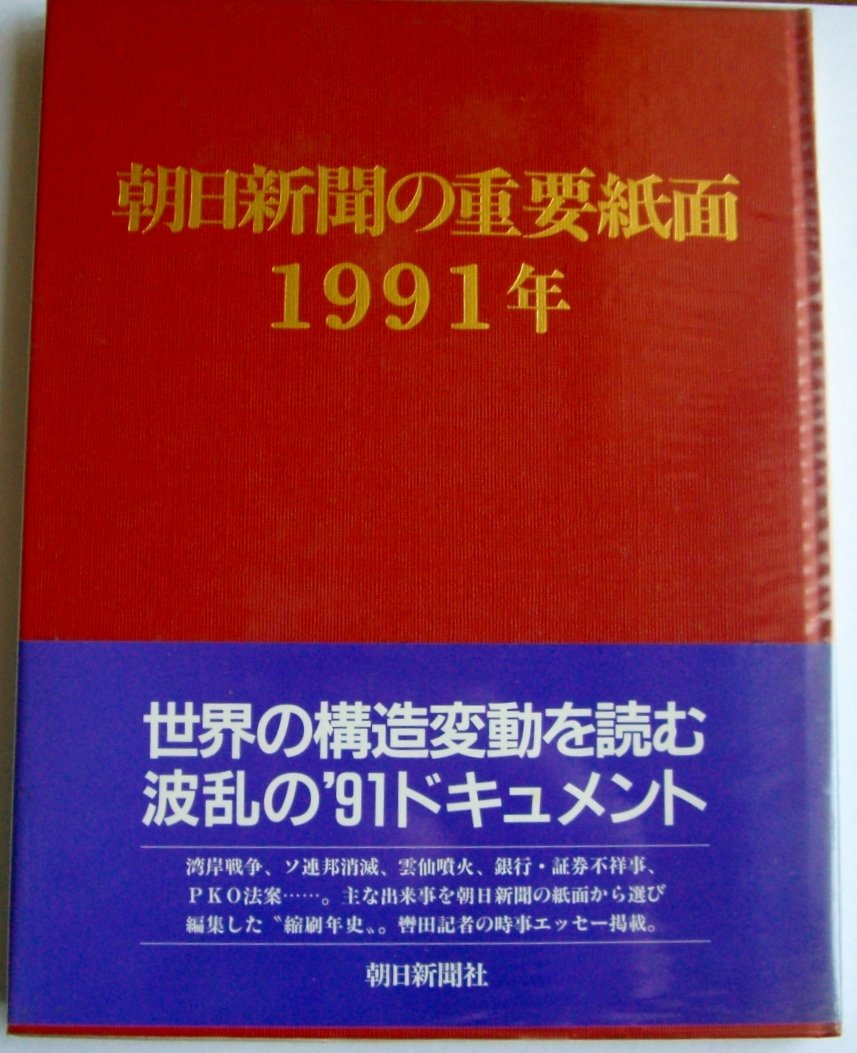 朝日新聞の重要紙面
1991年
世界の構造変動を読む
波乱の'91ドキュメント
湾岸戦争、ソ連邦消滅、雲仙噴火、銀行・証券不祥事、
PKO法案……。主な出来事を朝日新聞の紙面から選び
編集した〝縮刷年史〟。轡田記者の時事エッセー掲載。
朝日新聞社